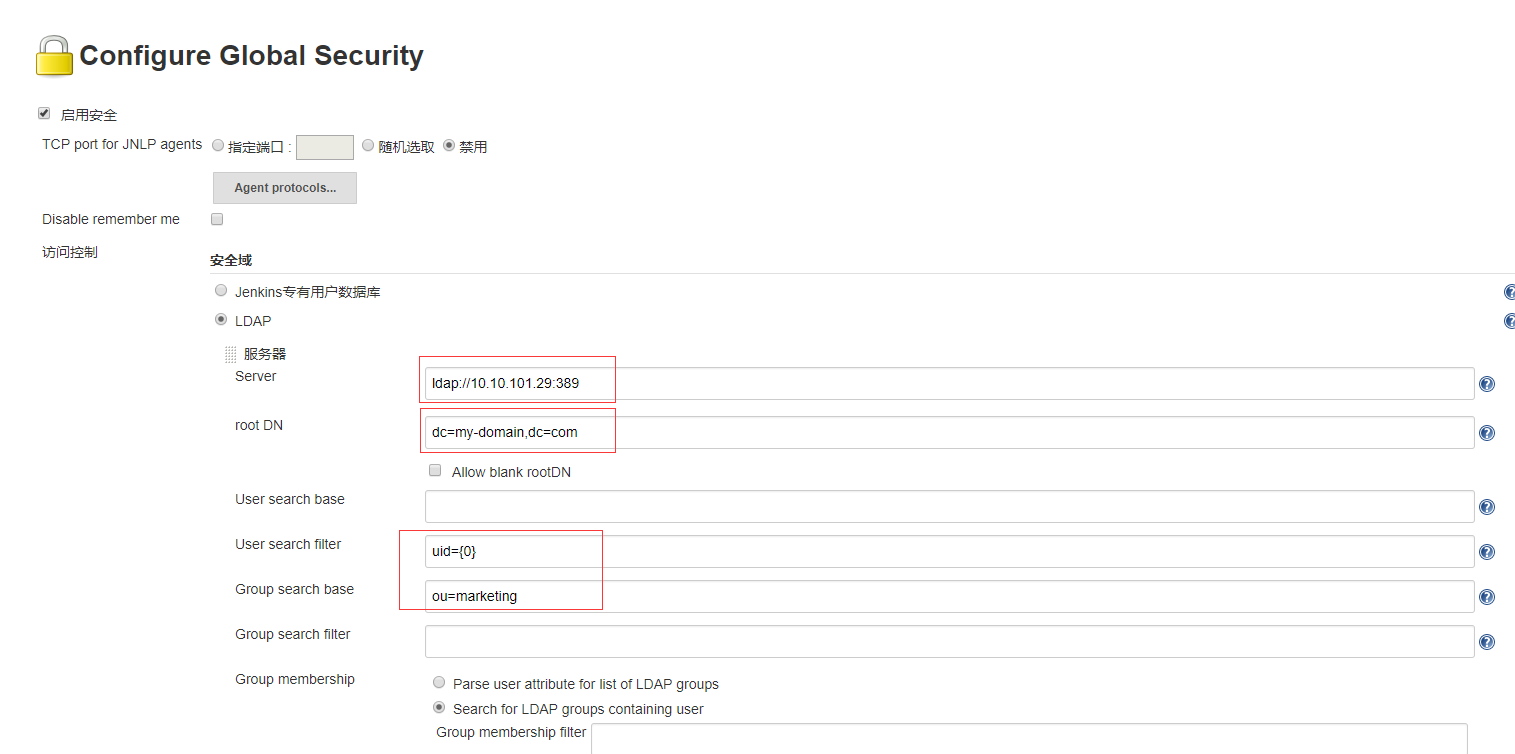 Configure Global Security
启用安全
TCP port for JNLP agents 指定端口 : 随机选取 禁用
Agent protocols...
Disable remember me
访问控制
安全域
Jenkins专有用户数据库
LDAP
服务器
Server ldap://10.10.101.29:389
root DN dc=my-domain,dc=com
Allow blank rootDN
User search base
User search filter uid={0}
Group search base ou=marketing
Group search filter
Group membership Parse user attribute for list of LDAP groups
Search for LDAP groups containing user
Group membership filter